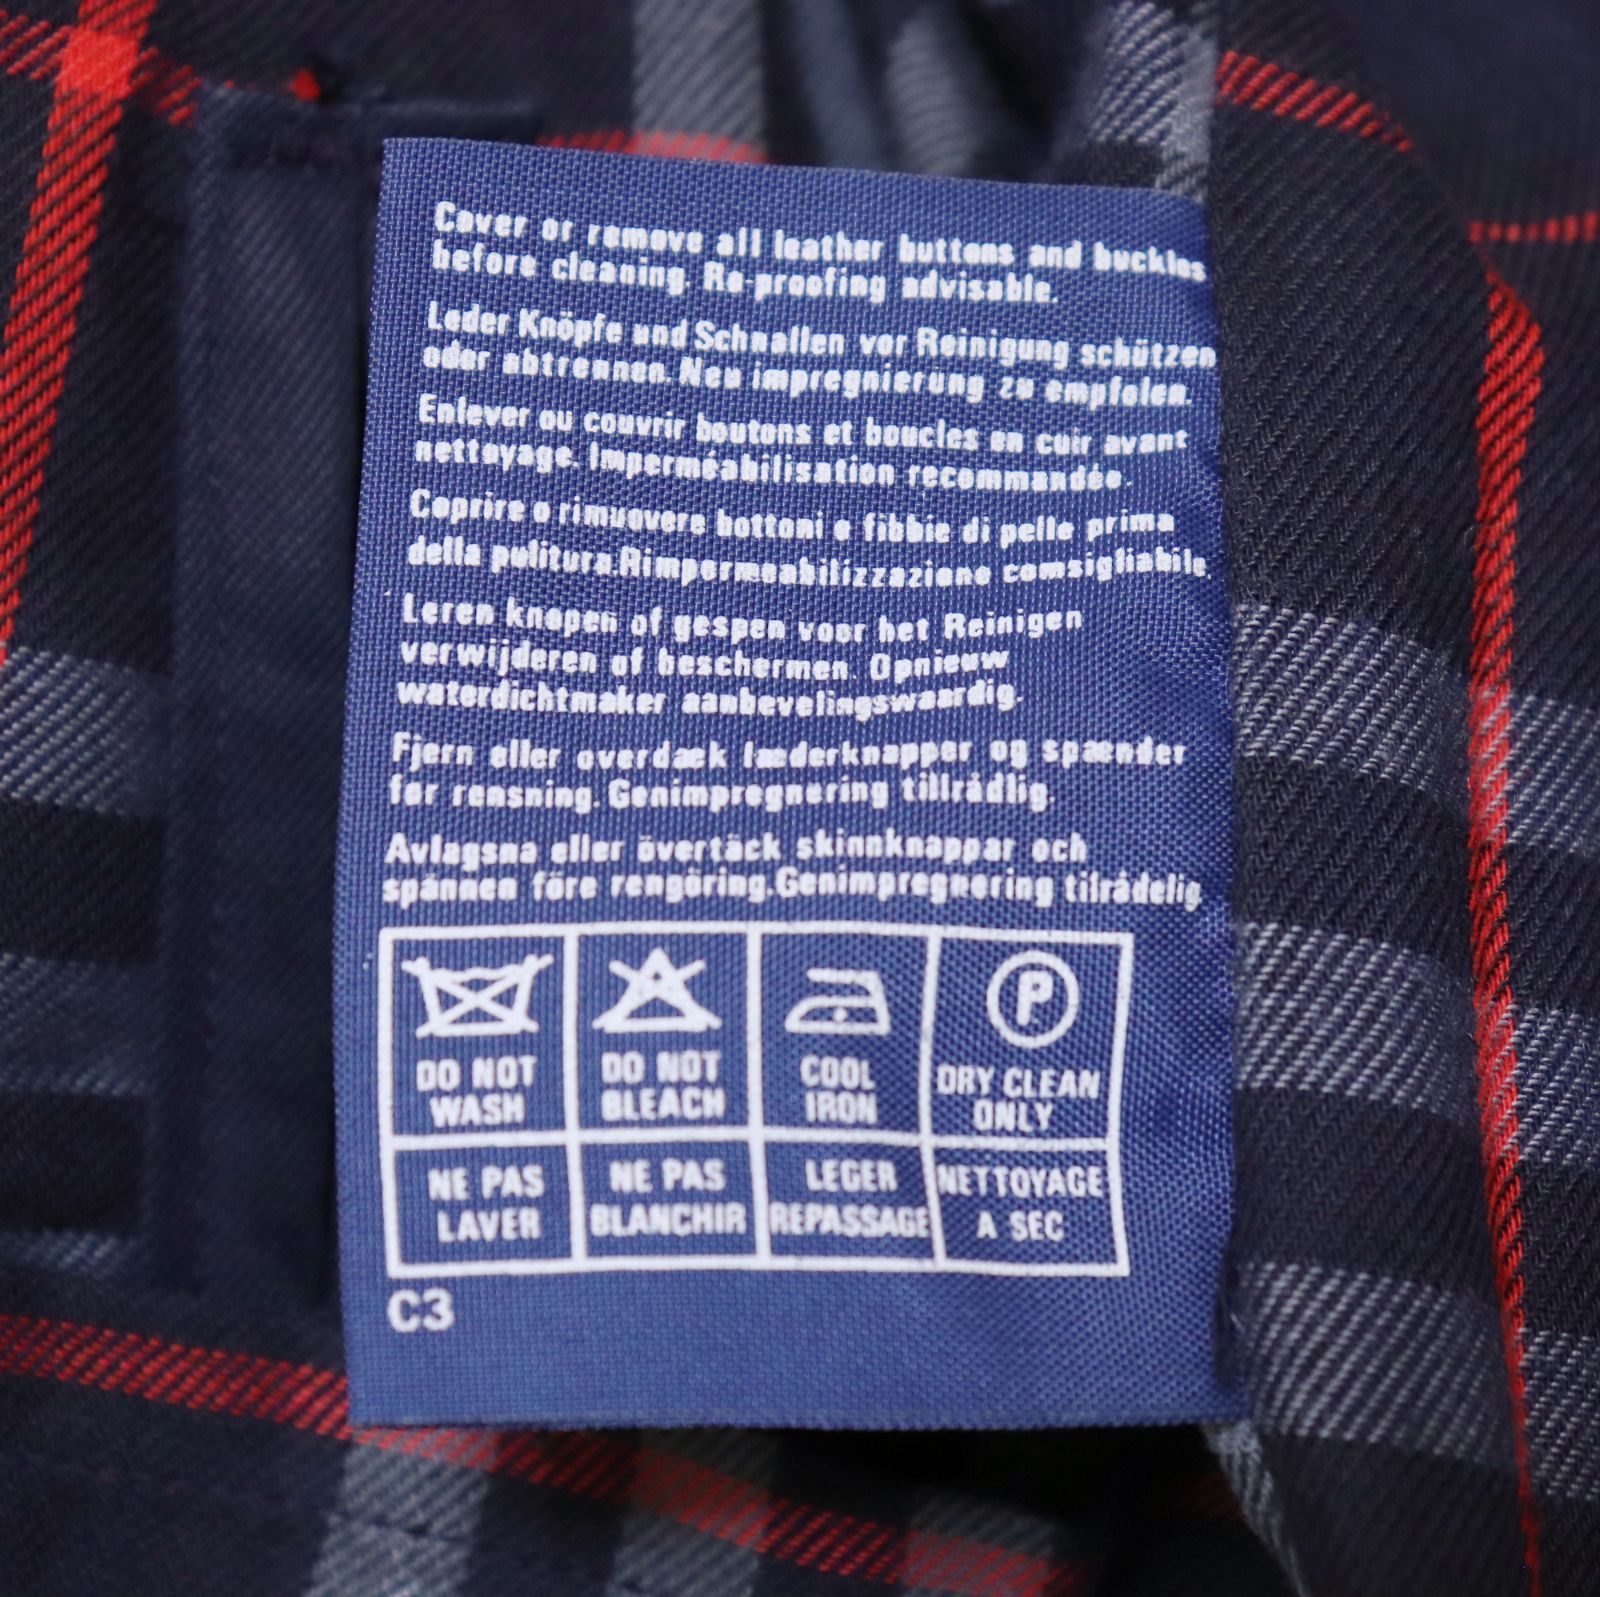 Cover or remove all leather buttons and buckles
before cleaning. Re-proofing advisable.
Leder Knöpfe und Schnallen vor Reinigung schützen
oder abtrennen. Neu impregnierung zu empfolen.
Enlever ou couvrir boutons et boucles en cuir avant
nettoyage. Imperméabilisation recommandée.
Coprire o rimuovere bottoni e fibbie di pelle prima
della pulitura. Rimpermeabilizzazione comsigliabile.
Leren knopen of gespen voor het Reinigen
verwijderen of beschermen. Opnieuw
waterdichtmaker aanbevelingswaardig.
Fjern eller overdæk læderknapper og spænder
før rensning. Genimprognering tillrådlig.
Avlagsna eller övertäck skinnknappar och
spännen före rengöring. Genimpregnering tilrådelig
P
DO NOT WASH
DO NOT BLEACH
COOL IRON
DRY CLEAN ONLY
NE PAS LAVER
NE PAS BLANCHIR
LEGER REPASSAGE
NETTOYAGE A SEC
C3